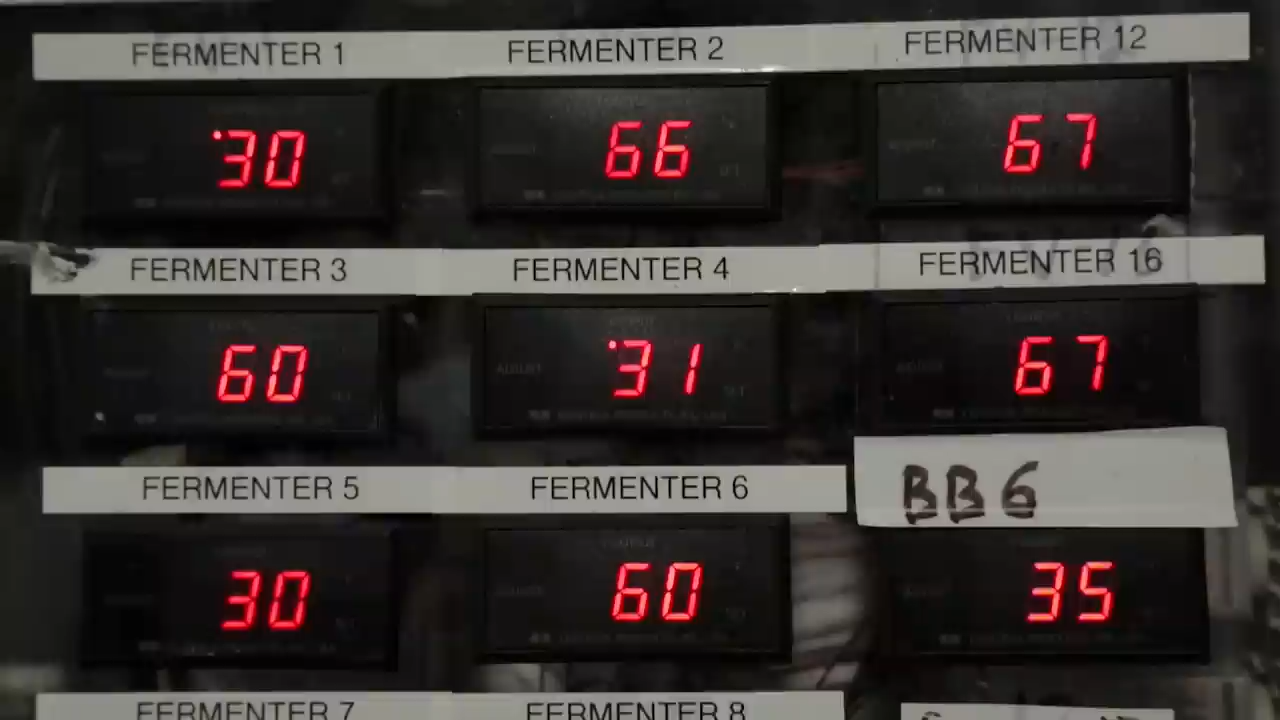 FERMENTER 1 FERMENTER 2 FERMENTER 12
30 66 67
FERMENTER 3 FERMENTER 4 FERMENTER 16
60 31 67
FERMENTER 5 FERMENTER 6 BB6
30 60 35
FERMENTER 7 FERMENTER 8